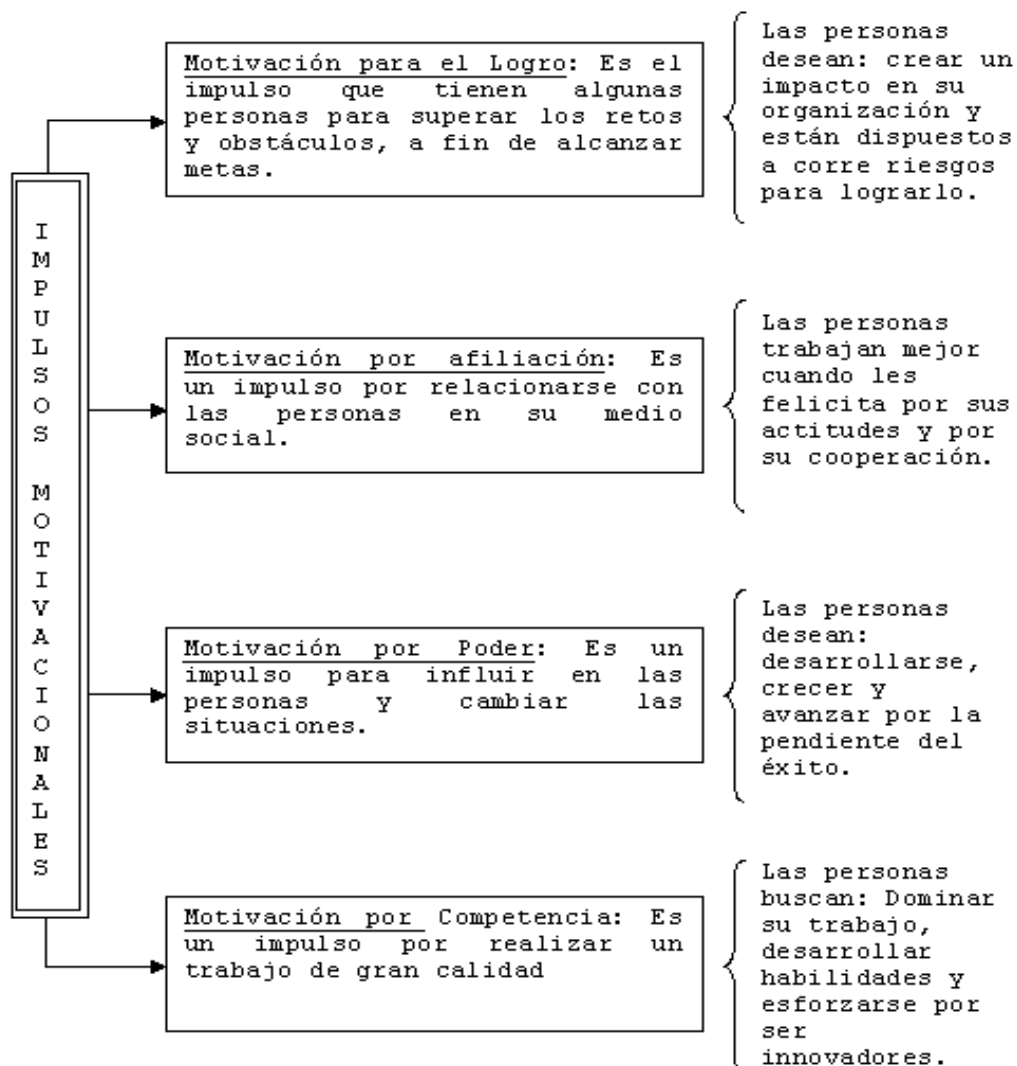 IMPULSOS MOTIVACIONALES
Motivación para el Logro: Es el
impulso que tienen algunas
personas para superar los retos
y obstáculos, a fin de alcanzar
metas.
Las personas
desean: crear un
impacto en su
organización y
están dispuestos
a corre riesgos
para lograrlo.
Motivación por afiliación: Es
un impulso por relacionarse con
las personas en su medio
social.
Las personas
trabajan mejor
cuando les
felicita por sus
actitudes y por
su cooperación.
Motivación por Poder: Es un
impulso para influir en las
personas y cambiar las
situaciones.
Las personas
desean:
desarrollarse,
crecer y
avanzar por la
pendiente del
éxito.
Motivación por Competencia: Es
un impulso por realizar un
trabajo de gran calidad
Las personas
buscan: Dominar
su trabajo,
desarrollar
habilidades y
esforzarse por
ser
innovadores.